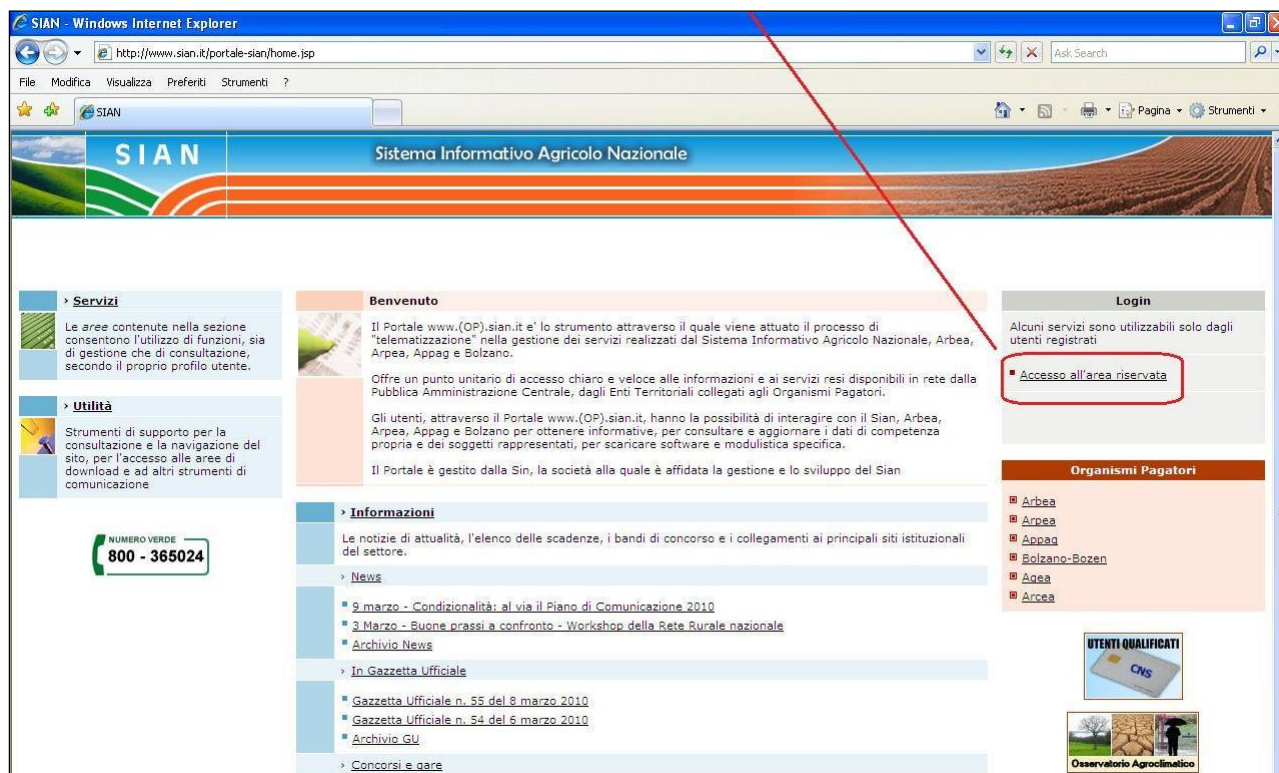 SIAN - Windows Internet Explorer
http://www.sian.it/portale-sian/home.jsp
Ask Search
File Modifica Visualizza Preferiti Strumenti ?
SIAN
Pagina
Strumenti
SIAN
Sistema Informativo Agricolo Nazionale
› Servizi
Le aree contenute nella sezione
consentono l'utilizzo di funzioni, sia
di gestione che di consultazione,
secondo il proprio profilo utente.
› Utilità
Strumenti di supporto per la
consultazione e la navigazione del
sito, per l'accesso alle aree di
download e ad altri strumenti di
comunicazione
NUMERO VERDE
800 - 365024
Benvenuto
Il Portale www.(OP).sian.it e' lo strumento attraverso il quale viene attuato il processo di
"telematizzazione" nella gestione dei servizi realizzati dal Sistema Informativo Agricolo Nazionale, Arbea,
Arpea, Appag e Bolzano.
Offre un punto unitario di accesso chiaro e veloce alle informazioni e ai servizi resi disponibili in rete dalla
Pubblica Amministrazione Centrale, dagli Enti Territoriali collegati agli Organismi Pagatori.
Gli utenti, attraverso il Portale www.(OP).sian.it, hanno la possibilità di interagire con il Sian, Arbea,
Arpea, Appag e Bolzano per ottenere informative, per consultare e aggiornare i dati di competenza
propria e dei soggetti rappresentati, per scaricare software e modulistica specifica.
Il Portale è gestito dalla Sin, la società alla quale è affidata la gestione e lo sviluppo del Sian
› Informazioni
Le notizie di attualità, l'elenco delle scadenze, i bandi di concorso e i collegamenti ai principali siti istituzionali
del settore.
› News
9 marzo - Condizionalità: al via il Piano di Comunicazione 2010
3 Marzo - Buone prassi a confronto - Workshop della Rete Rurale nazionale
Archivio News
› In Gazzetta Ufficiale
Gazzetta Ufficiale n. 55 del 8 marzo 2010
Gazzetta Ufficiale n. 54 del 6 marzo 2010
Archivio GU
› Concorsi e gare
Login
Alcuni servizi sono utilizzabili solo dagli
utenti registrati
Accesso all'area riservata
Organismi Pagatori
Arbea
Arpea
Appag
Bolzano-Bozen
Agea
Arcea
UTENTI QUALIFICATI
CNS
Osservatorio Agroclimatico